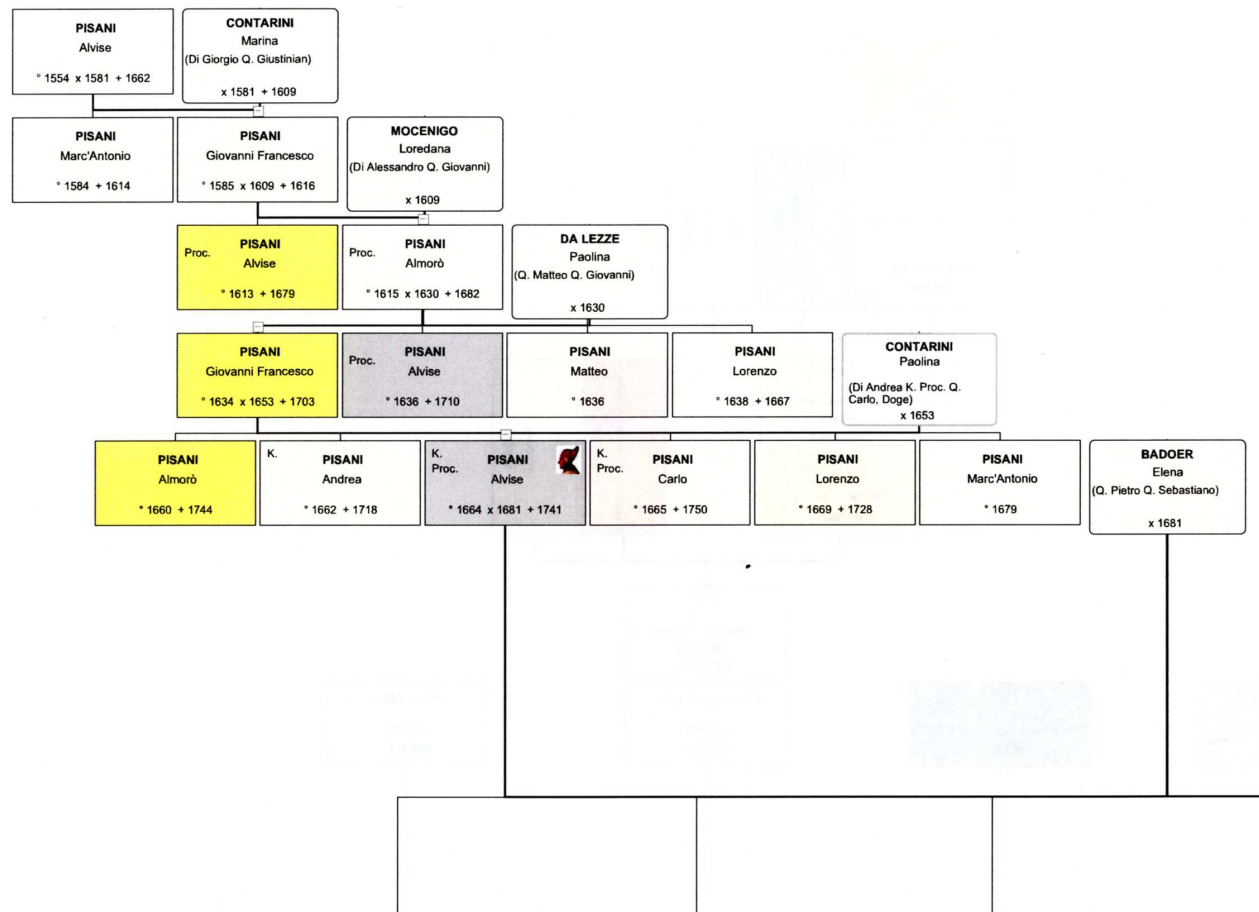 PISANI
Alvise
° 1554 x 1581 + 1662
CONTARINI
Marina
(Di Giorgio Q. Giustinian)
x 1581 + 1609
PISANI
Marc'Antonio
° 1584 + 1614
PISANI
Giovanni Francesco
° 1585 x 1609 + 1616
MOCENIGO
Loredana
(Di Alessandro Q. Giovanni)
x 1609
Proc.
PISANI
Alvise
° 1613 + 1679
Proc.
PISANI
Almorò
° 1615 x 1630 + 1682
DA LEZZE
Paolina
(Q. Matteo Q. Giovanni)
x 1630
PISANI
Giovanni Francesco
° 1634 x 1653 + 1703
Proc.
PISANI
Alvise
° 1636 + 1710
PISANI
Matteo
° 1636
PISANI
Lorenzo
° 1638 + 1667
CONTARINI
Paolina
(Di Andrea K. Proc. Q.
Carlo, Doge)
x 1653
PISANI
Almorò
° 1660 + 1744
K.
PISANI
Andrea
° 1662 + 1718
K.
Proc.
PISANI
Alvise
° 1664 x 1681 + 1741
K.
Proc.
PISANI
Carlo
° 1665 + 1750
PISANI
Lorenzo
° 1669 + 1728
PISANI
Marc'Antonio
° 1679
BADOER
Elena
(Q. Pietro Q. Sebastiano)
x 1681